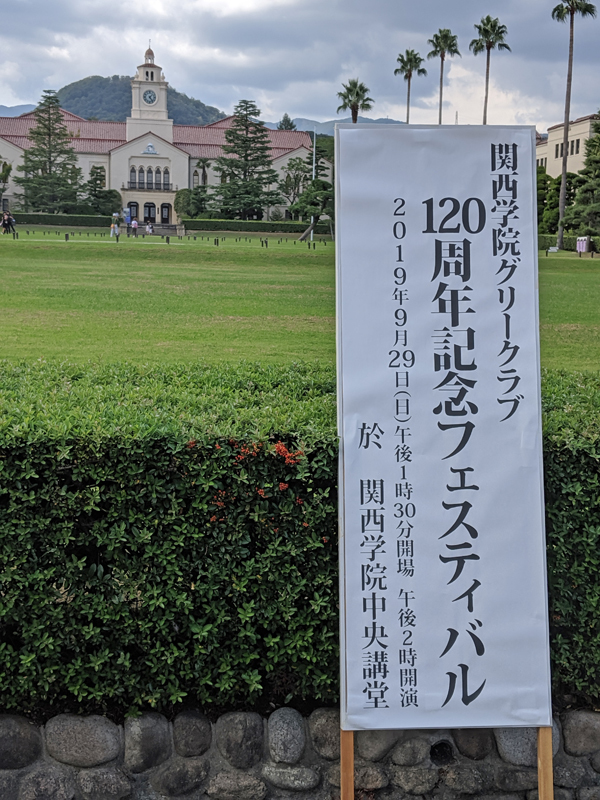 関西学院グリークラブ
120周年記念フェスティバル
2019年9月29日(日)午後1時30分開場 午後2時開演
於 関西学院中央講堂